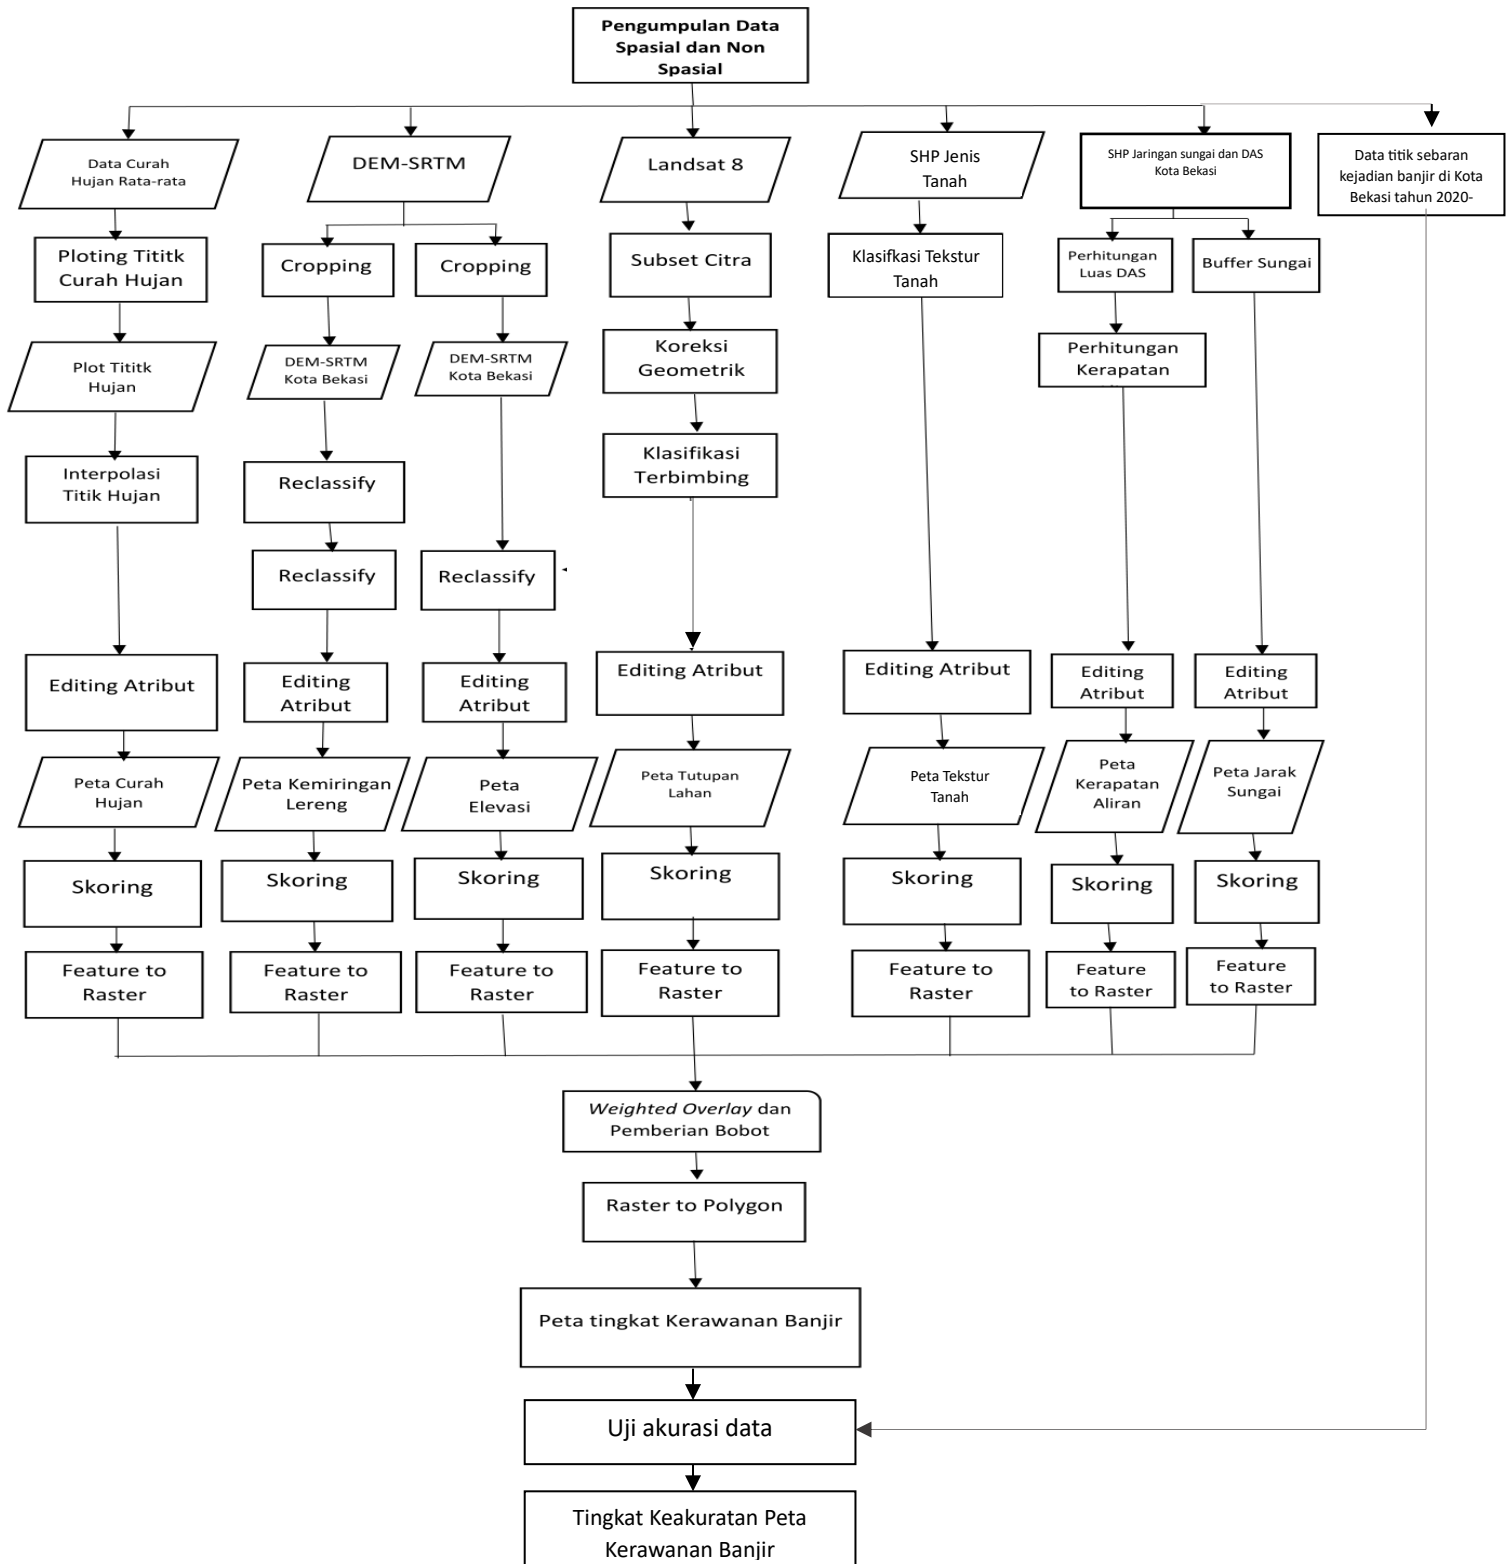 Pengumpulan Data
Spasial dan Non
Spasial
Data Curah
Hujan Rata-rata
DEM-SRTM
Landsat 8
SHP Jenis
Tanah
SHP Jaringan sungai dan DAS
Kota Bekasi
Data titik sebaran
kejadian banjir di Kota
Bekasi tahun 2020-
Ploting Tititk
Curah Hujan
Cropping
Cropping
Subset Citra
Klasifkasi Tekstur
Tanah
Perhitungan
Luas DAS
Buffer Sungai
Plot Tititk
Hujan
DEM-SRTM
Kota Bekasi
DEM-SRTM
Kota Bekasi
Koreksi
Geometrik
Perhitungan
Kerapatan
Interpolasi
Titik Hujan
Reclassify
Klasifikasi
Terbimbing
Reclassify
Reclassify
Editing Atribut
Editing
Atribut
Editing
Atribut
Editing Atribut
Editing Atribut
Editing
Atribut
Editing
Atribut
Peta Curah
Hujan
Peta Kemiringan
Lereng
Peta
Elevasi
Peta Tutupan
Lahan
Peta Tekstur
Tanah
Peta
Kerapatan
Aliran
Peta Jarak
Sungai
Skoring
Skoring
Skoring
Skoring
Skoring
Skoring
Skoring
Feature to
Raster
Feature to
Raster
Feature to
Raster
Feature to
Raster
Feature to
Raster
Feature
to Raster
Feature
to Raster
Weighted Overlay dan
Pemberian Bobot
Raster to Polygon
Peta tingkat Kerawanan Banjir
Uji akurasi data
Tingkat Keakuratan Peta
Kerawanan Banjir